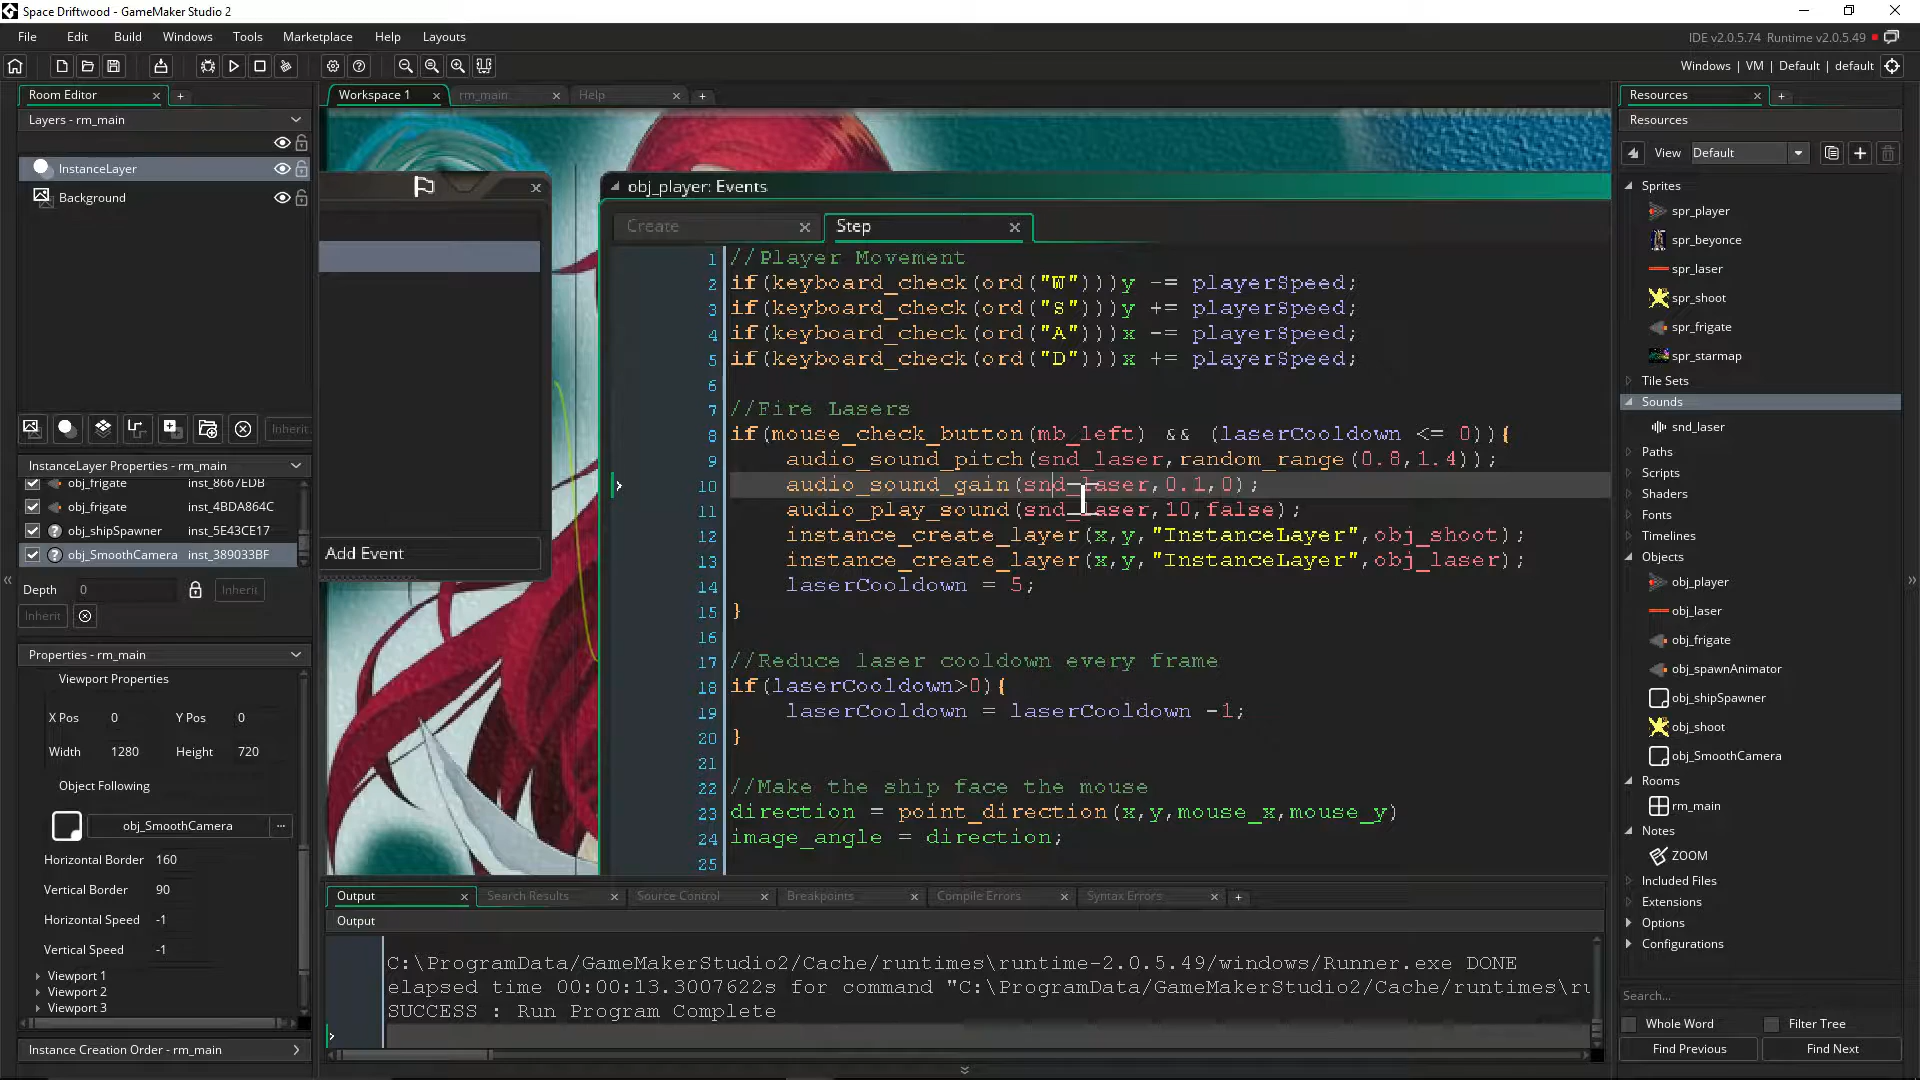 Space Driftwood - GameMaker Studio 2
File Edit Build Windows Tools Marketplace Help Layouts
IDE v2.0.5.74 Runtime v2.0.5.49
Windows | VM | Default | default
Room Editor
Layers - rm_main
InstanceLayer
Background
Inherit
InstanceLayer Properties - rm_main
obj_frigate inst_8667EDB
obj_frigate inst_4BDA864C
obj_shipSpawner inst_5E43CE17
obj_SmoothCamera inst_389033BF
Depth 0 Inherit
Inherit
Properties - rm_main
Viewport Properties
X Pos 0 Y Pos 0
Width 1280 Height 720
Object Following
obj_SmoothCamera ...
Horizontal Border 160
Vertical Border 90
Horizontal Speed -1
Vertical Speed -1
Viewport 1
Viewport 2
Viewport 3
Instance Creation Order - rm_main
Workspace 1 rm_main Help
Add Event
obj_player: Events
Create Step
1 //Player Movement
2 if(keyboard_check(ord("W")))y -= playerSpeed;
3 if(keyboard_check(ord("S")))y += playerSpeed;
4 if(keyboard_check(ord("A")))x -= playerSpeed;
5 if(keyboard_check(ord("D")))x += playerSpeed;
6
7 //Fire Lasers
8 if(mouse_check_button(mb_left) && (laserCooldown <= 0)){
9 audio_sound_pitch(snd_laser,random_range(0.8,1.4));
10 audio_sound_gain(snd_laser,0.1,0);
11 audio_play_sound(snd_laser,10,false);
12 instance_create_layer(x,y,"InstanceLayer",obj_shoot);
13 instance_create_layer(x,y,"InstanceLayer",obj_laser);
14 laserCooldown = 5;
15 }
16
17 //Reduce laser cooldown every frame
18 if(laserCooldown>0){
19 laserCooldown = laserCooldown -1;
20 }
21
22 //Make the ship face the mouse
23 direction = point_direction(x,y,mouse_x,mouse_y)
24 image_angle = direction;
25
Output Search Results Source Control Breakpoints Compile Errors Syntax Errors
Output
C:\ProgramData/GameMakerStudio2/Cache/runtimes\runtime-2.0.5.49/windows/Runner.exe DONE
elapsed time 00:00:13.3007622s for command "C:\ProgramData/GameMakerStudio2/Cache/runtimes\ru
SUCCESS : Run Program Complete
Resources
Resources
View Default
Sprites
spr_player
spr_beyonce
spr_laser
spr_shoot
spr_frigate
spr_starmap
Tile Sets
Sounds
snd_laser
Paths
Scripts
Shaders
Fonts
Timelines
Objects
obj_player
obj_laser
obj_frigate
obj_spawnAnimator
obj_shipSpawner
obj_shoot
obj_SmoothCamera
Rooms
rm_main
Notes
ZOOM
Included Files
Extensions
Options
Configurations
Search...
Whole Word Filter Tree
Find Previous Find Next